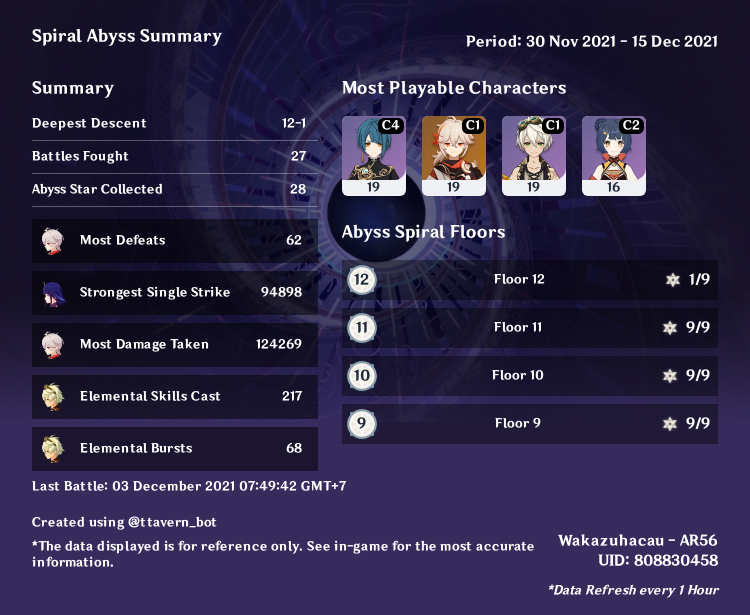 Spiral Abyss Summary
Period: 30 Nov 2021 - 15 Dec 2021
Summary
Deepest Descent 12-1
Battles Fought 27
Abyss Star Collected 28
Most Defeats 62
Strongest Single Strike 94898
Most Damage Taken 124269
Elemental Skills Cast 217
Elemental Bursts 68
Most Playable Characters
C4 C1 C1 C2
19 19 19 16
Abyss Spiral Floors
12 Floor 12 1/9
11 Floor 11 9/9
10 Floor 10 9/9
9 Floor 9 9/9
Last Battle: 03 December 2021 07:49:42 GMT+7
Created using @ttavern_bot
*The data displayed is for reference only. See in-game for the most accurate
information.
Wakazuhacau - AR56
UID: 808830458
*Data Refresh every 1 Hour